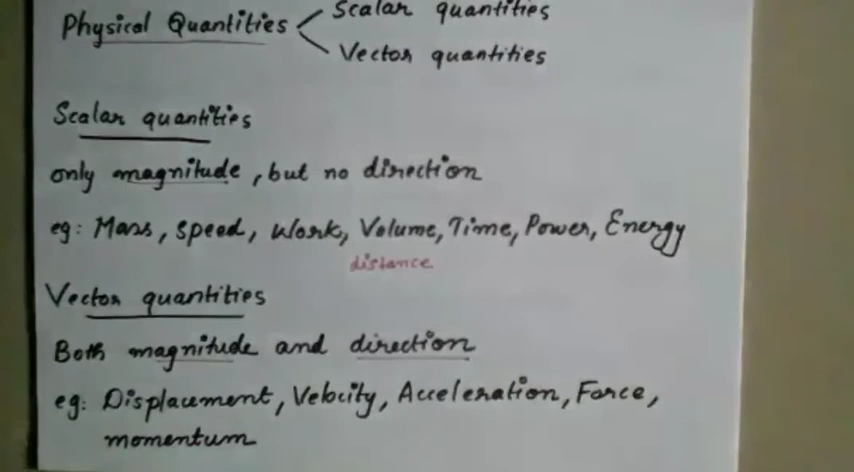 Scalar quantities
Physical Quantities
Vector quantities
Scalar quantities
only magnitude, but no direction
eg: Mass, speed, Work, Volume, Time, Power, Energy
distance
Vector quantities
Both magnitude and direction
eg: Displacement, Velocity, Acceleration, Force,
momentum